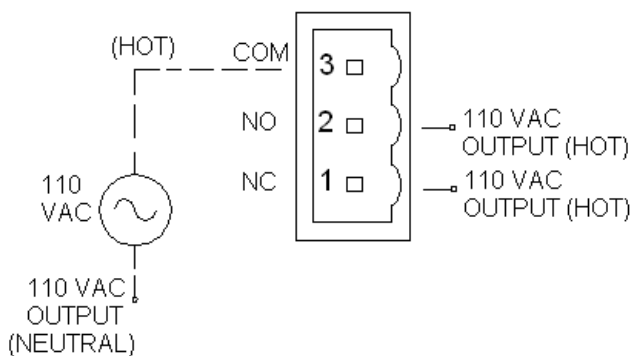 (HOT)
COM
3
NO
2
110 VAC
OUTPUT (HOT)
NC
1
110 VAC
OUTPUT (HOT)
110
VAC
110 VAC
OUTPUT
(NEUTRAL)